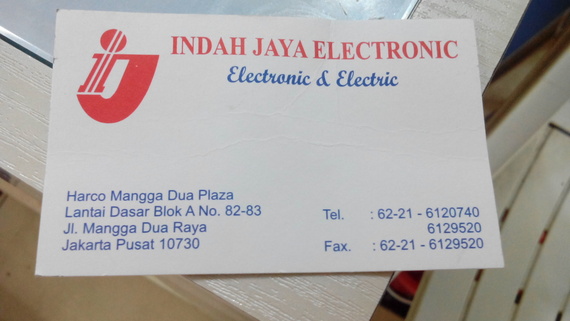 iJ
INDAH JAYA ELECTRONIC
Electronic & Electric
Harco Mangga Dua Plaza
Lantai Dasar Blok A No. 82-83
Jl. Mangga Dua Raya
Jakarta Pusat 10730
Tel. : 62-21 - 6120740
6129520
Fax. : 62-21 - 6129520